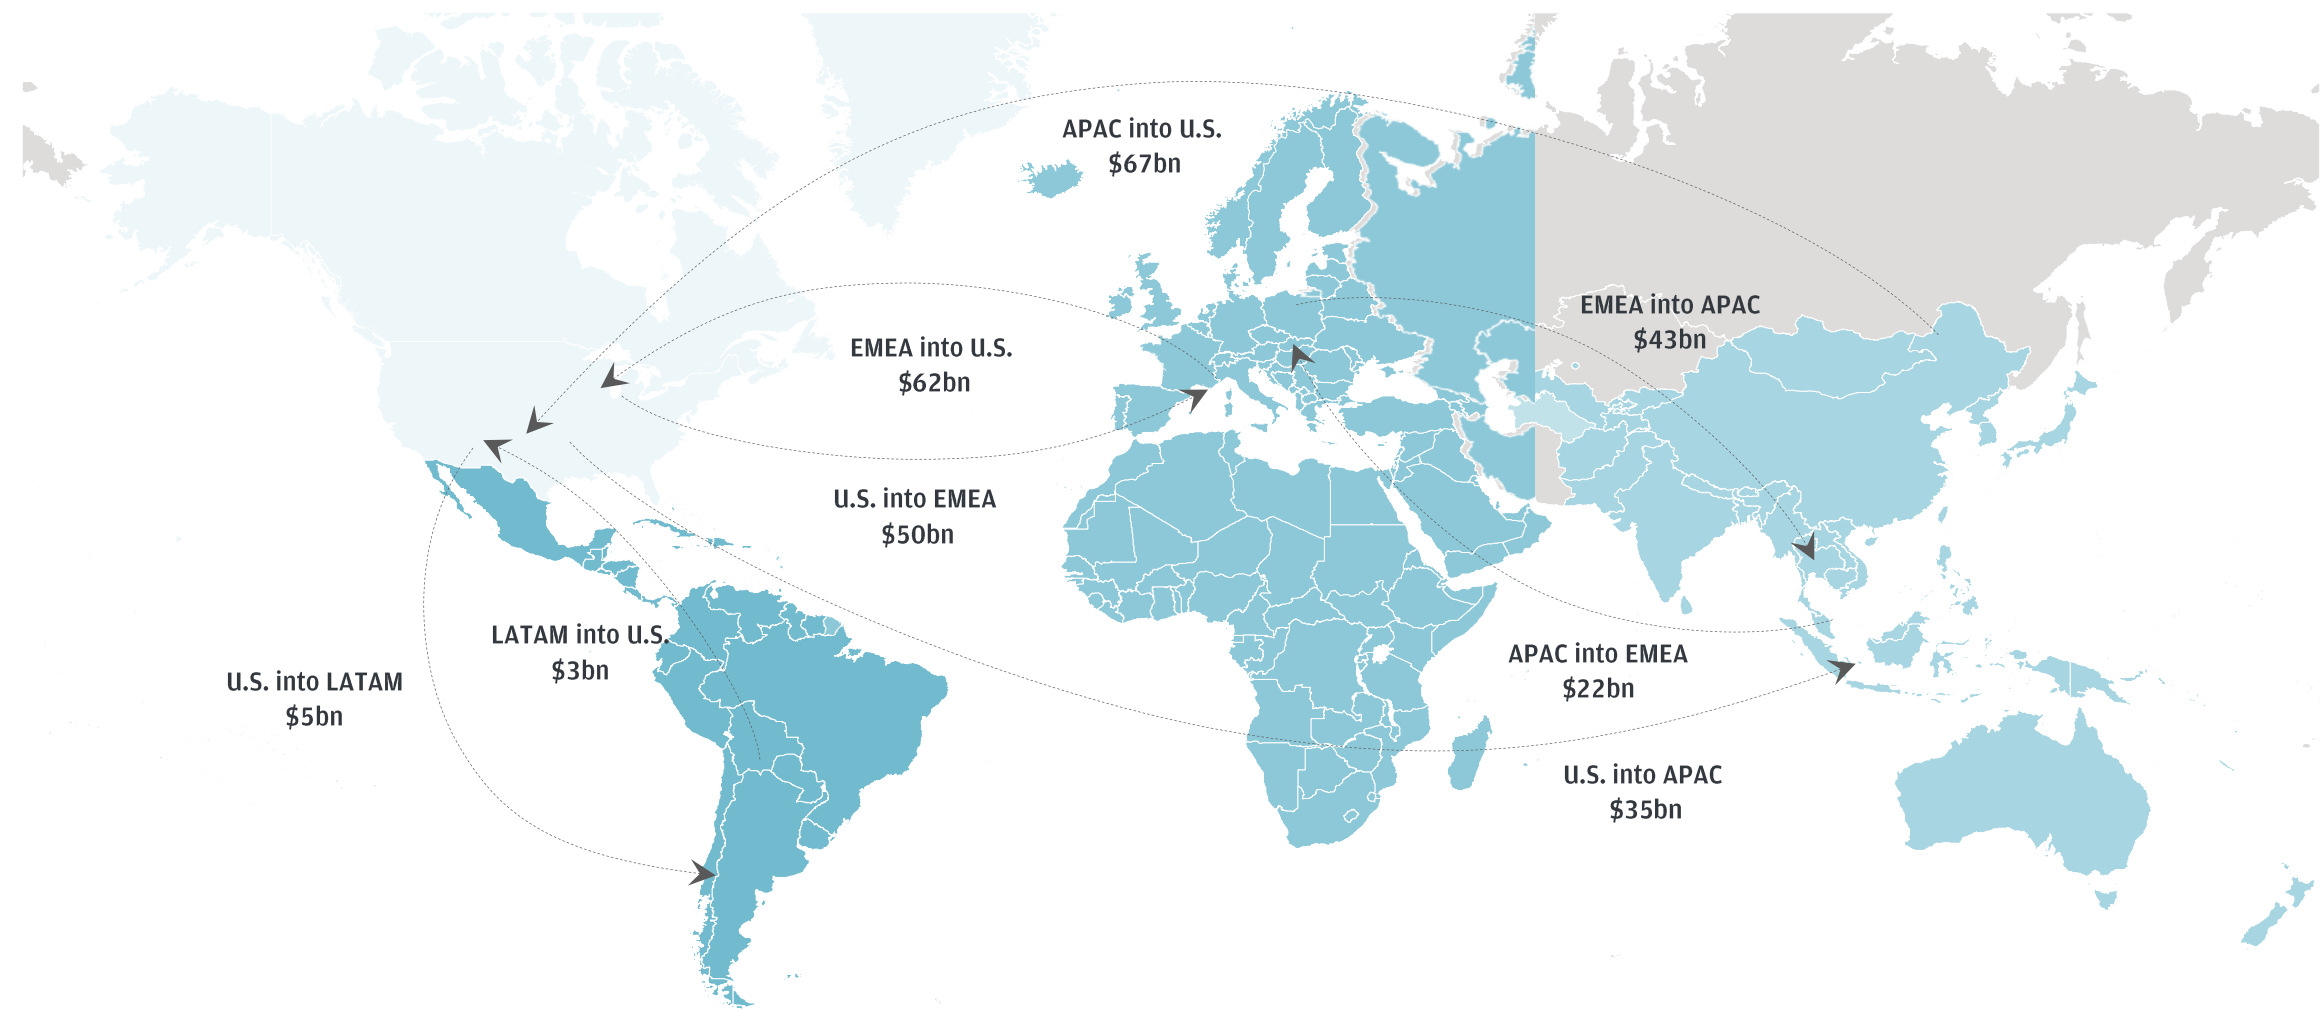 APAC into U.S.
$67bn
EMEA into APAC
$43bn
EMEA into U.S.
$62bn
U.S. into EMEA
$50bn
LATAM into U.S.
$3bn
APAC into EMEA
$22bn
U.S. into LATAM
$5bn
U.S. into APAC
$35bn